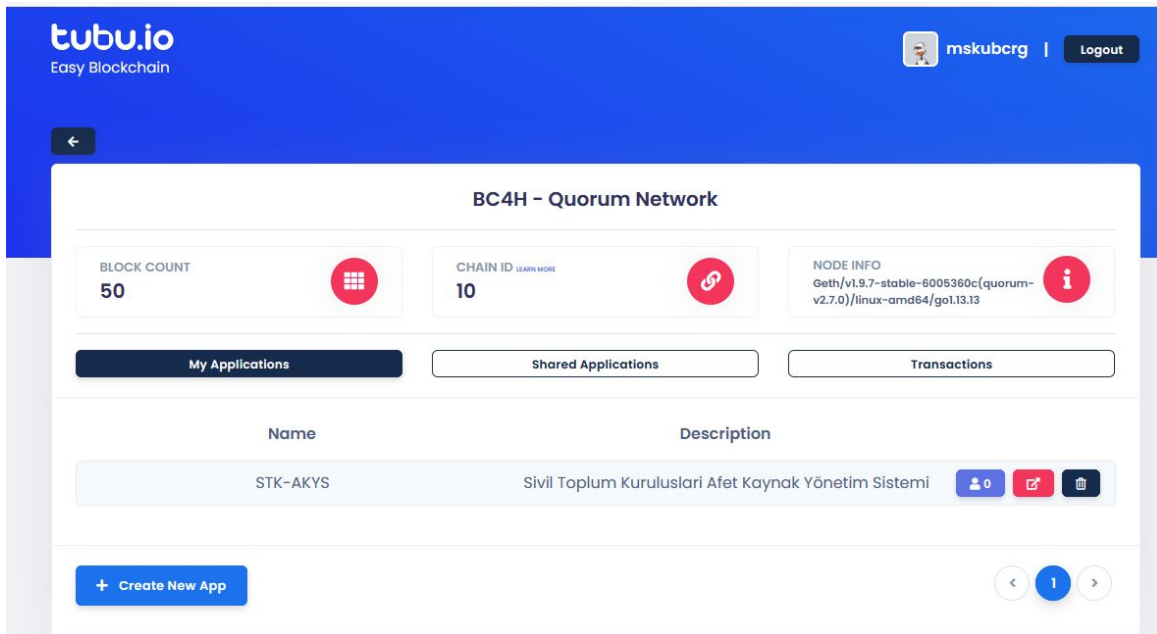 tubu.io
Easy Blockchain
mskubcrg | Logout
BC4H - Quorum Network
BLOCK COUNT
50
CHAIN ID LEARN MORE
10
NODE INFO
Geth/v1.9.7-stable-6005360c(quorum-
v2.7.0)/linux-amd64/go1.13.13
My Applications
Shared Applications
Transactions
Name
Description
STK-AKYS
Sivil Toplum Kuruluslari Afet Kaynak Yönetim Sistemi
0
+ Create New App
1